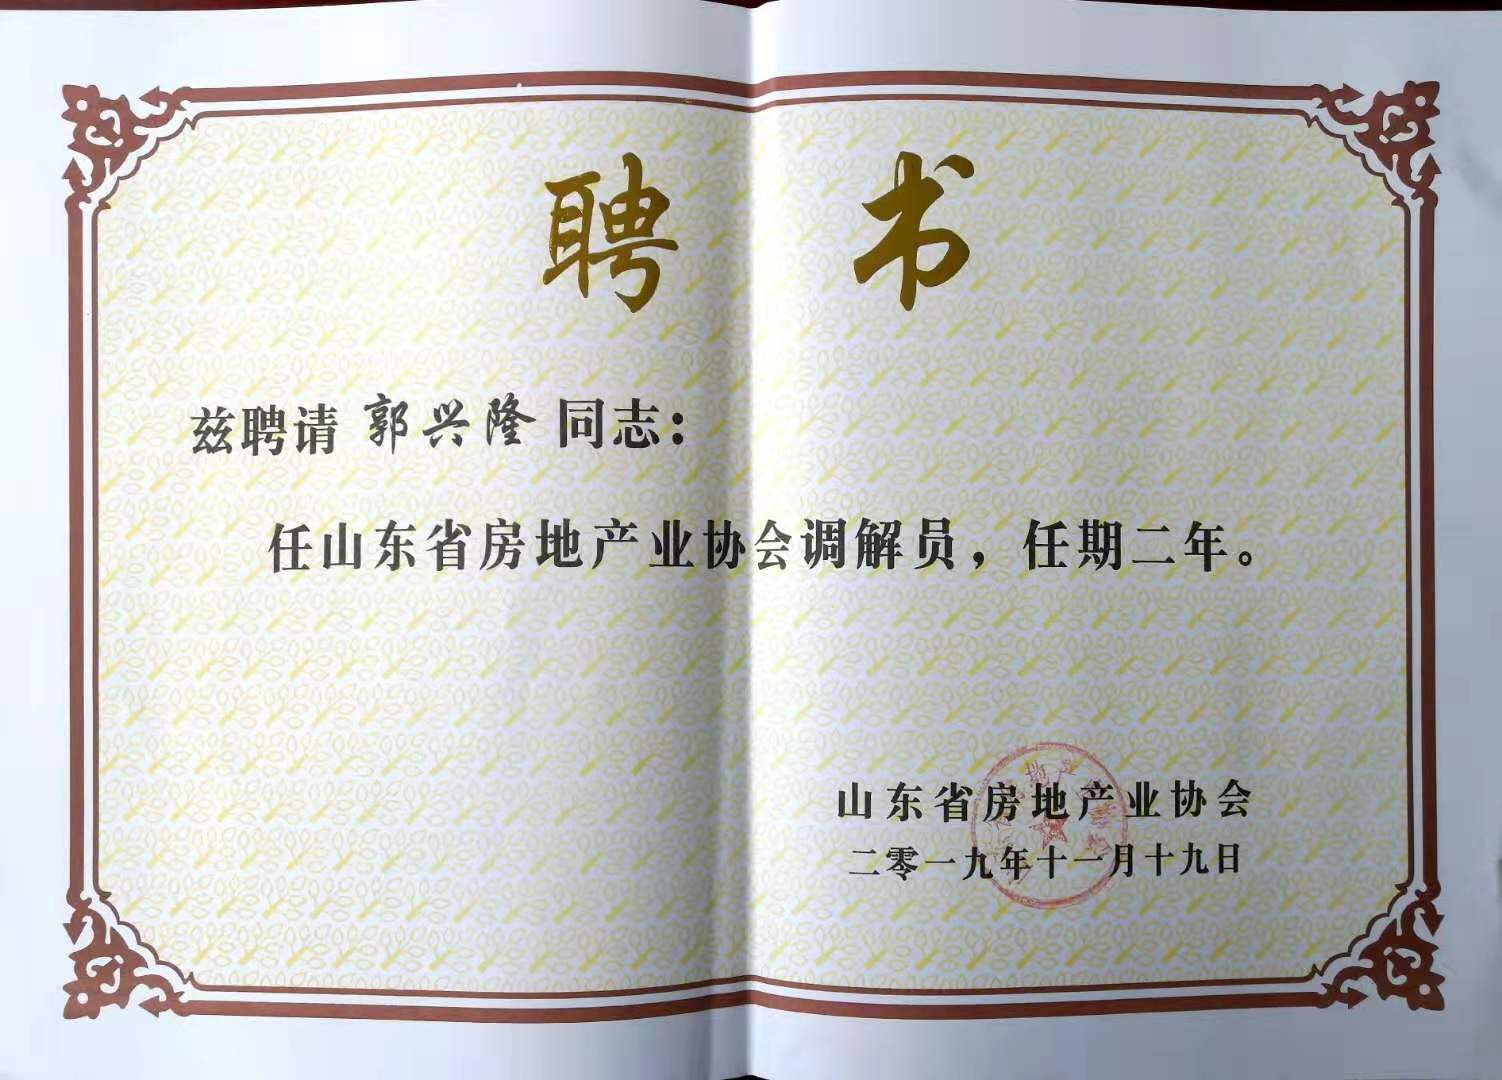 聘书
兹聘请 郭兴隆 同志：
任山东省房地产业协会调解员，任期二年。
山东省房地产业协会
二零一九年十一月十九日